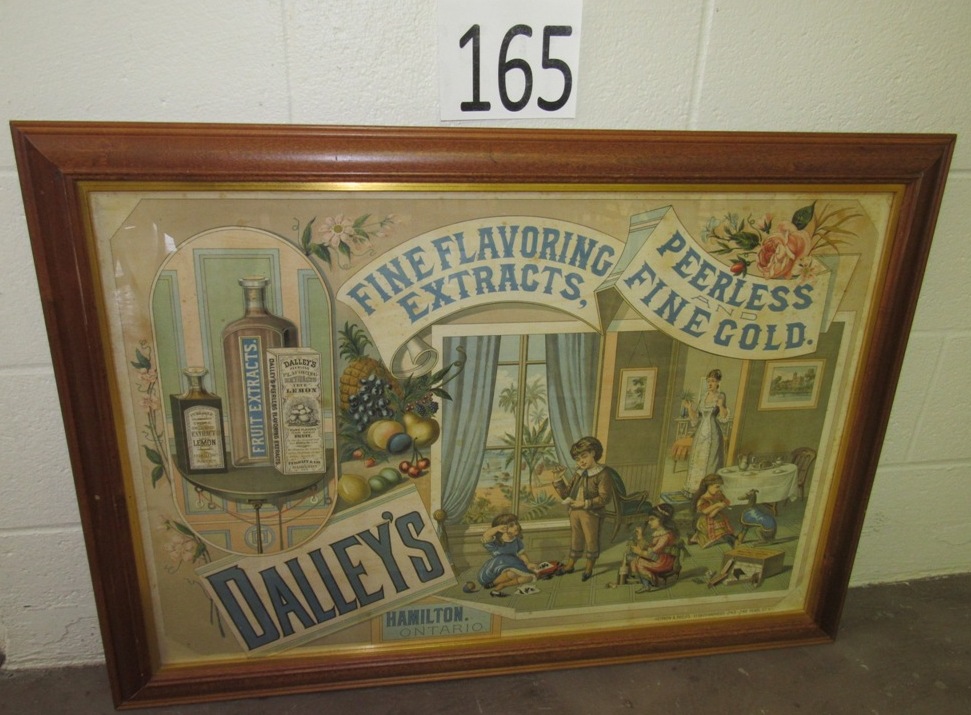 165
FINE FLAVORING
EXTRACTS,
PEERLESS
AND
FINE GOLD.
FRUIT EXTRACTS.
DALLEY'S
LEMON
LEMON
DALLEY'S
HAMILTON.
ONTARIO.